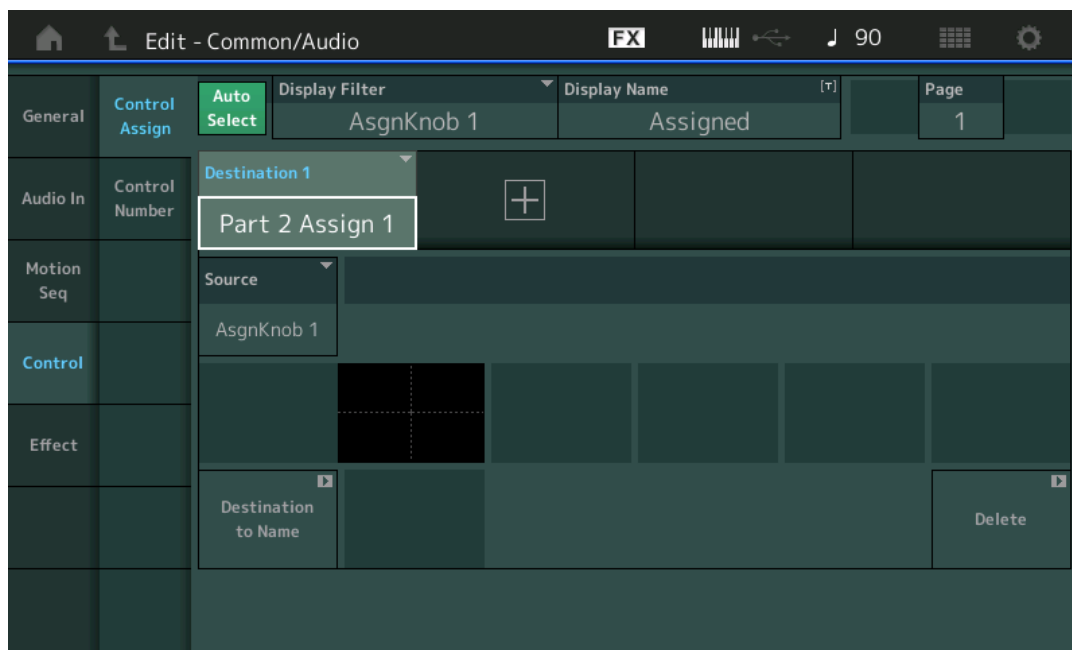 Edit - Common/Audio
FX
♩ 90
General
Control
Assign
Auto
Select
Display Filter
AsgnKnob 1
Display Name
[T]
Assigned
Page
1
Audio In
Control
Number
Destination 1
Part 2 Assign 1
Motion
Seq
Source
AsgnKnob 1
Control
Effect
Destination
to Name
Delete